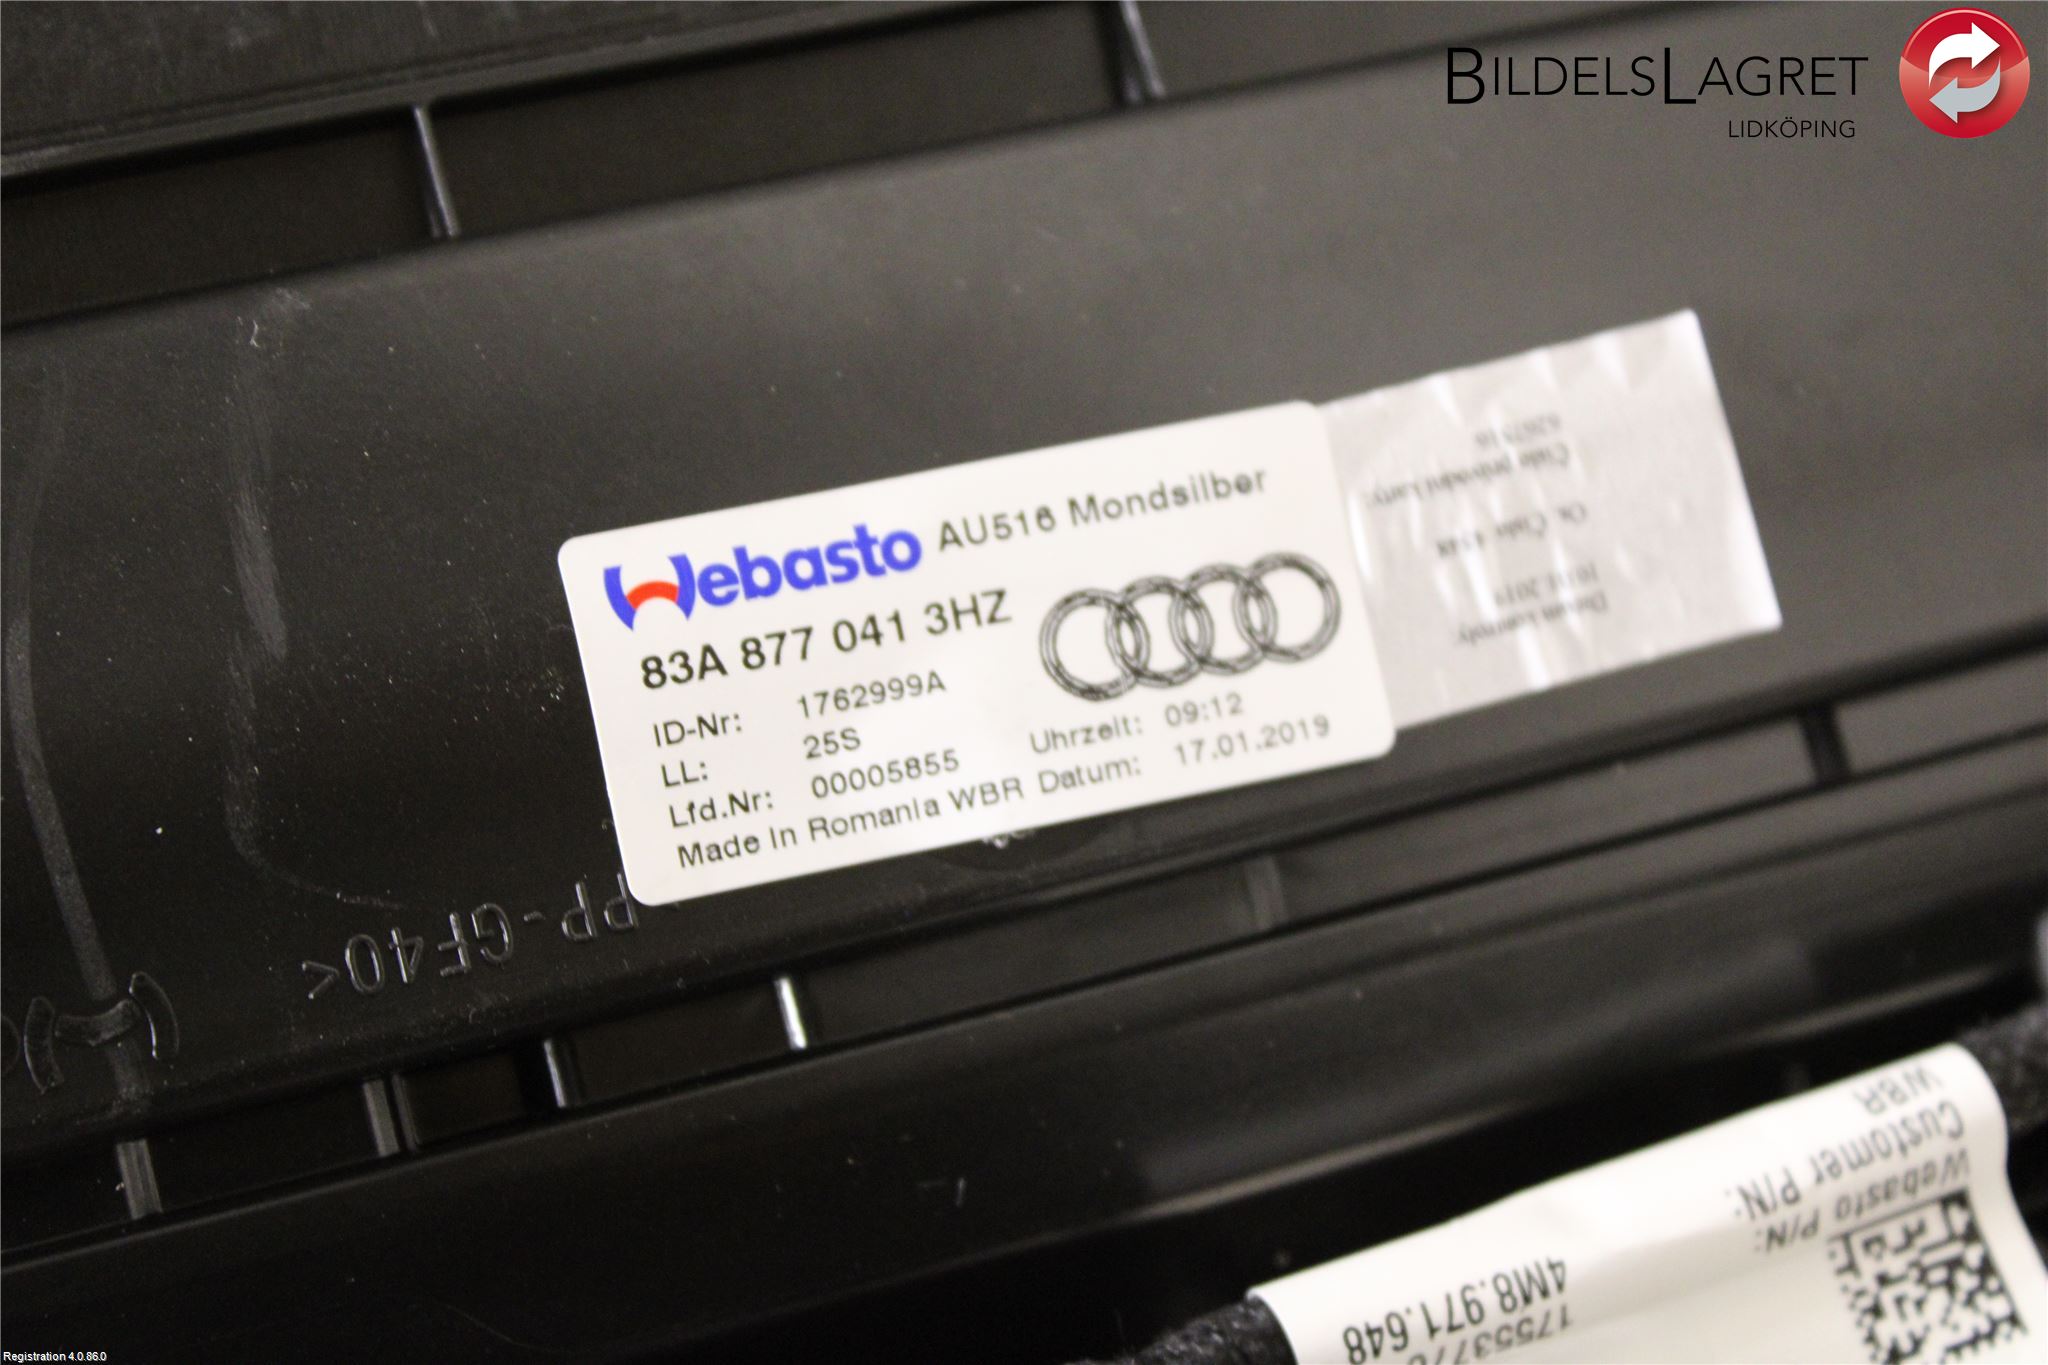 BILDELSLAGRET
LIDKÖPING
Webasto AU516 Mondsilber
83A 877 041 3HZ
ID-Nr: 1762999A
LL: 25S
Lfd.Nr: 00005855
Uhrzeit: 09:12
Made In Romania WBR Datum: 17.01.2019
PP-GF40<
WBR
Customer P/N: 4M8.971.648
Webasto P/N:
Registration 4.0.86.0